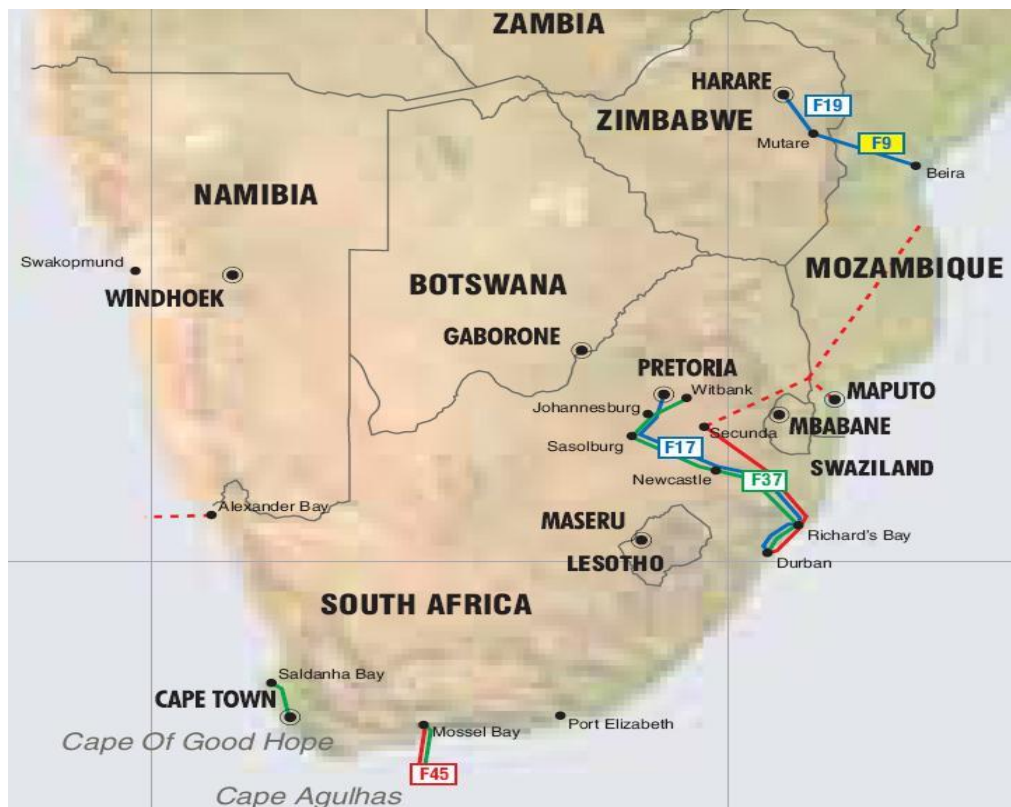 ZAMBIA
HARARE
F19
ZIMBABWE
Mutare
F9
Beira
NAMIBIA
Swakopmund
WINDHOEK
BOTSWANA
MOZAMBIQUE
GABORONE
PRETORIA
Witbank
MAPUTO
Johannesburg
MBABANE
Secunda
Sasolburg
F17
SWAZILAND
Newcastle
F37
Alexander Bay
MASERU
Richard's Bay
LESOTHO
Durban
SOUTH AFRICA
Saldanha Bay
CAPE TOWN
Port Elizabeth
Mossel Bay
Cape Of Good Hope
F45
Cape Agulhas